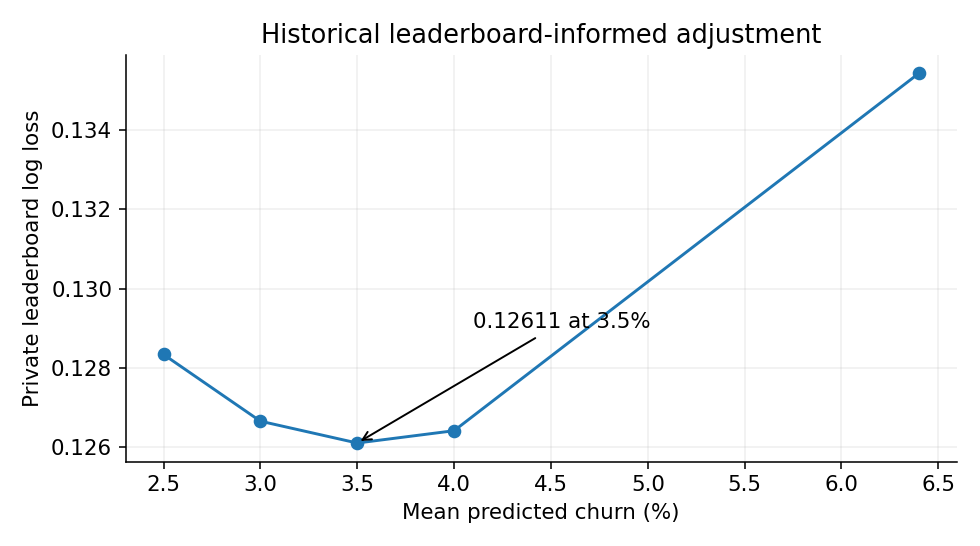 Historical leaderboard-informed adjustment
Private leaderboard log loss
0.134
0.132
0.130
0.128
0.126
0.12611 at 3.5%
2.5 3.0 3.5 4.0 4.5 5.0 5.5 6.0 6.5
Mean predicted churn (%)